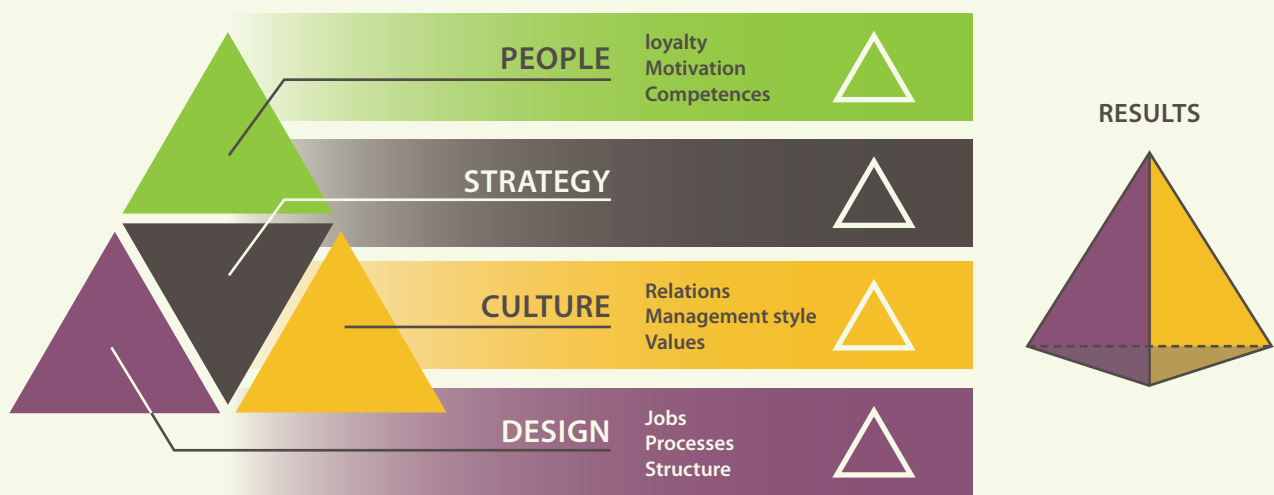 PEOPLE
loyalty
Motivation
Competences
STRATEGY
CULTURE
Relations
Management style
Values
DESIGN
Jobs
Processes
Structure
RESULTS